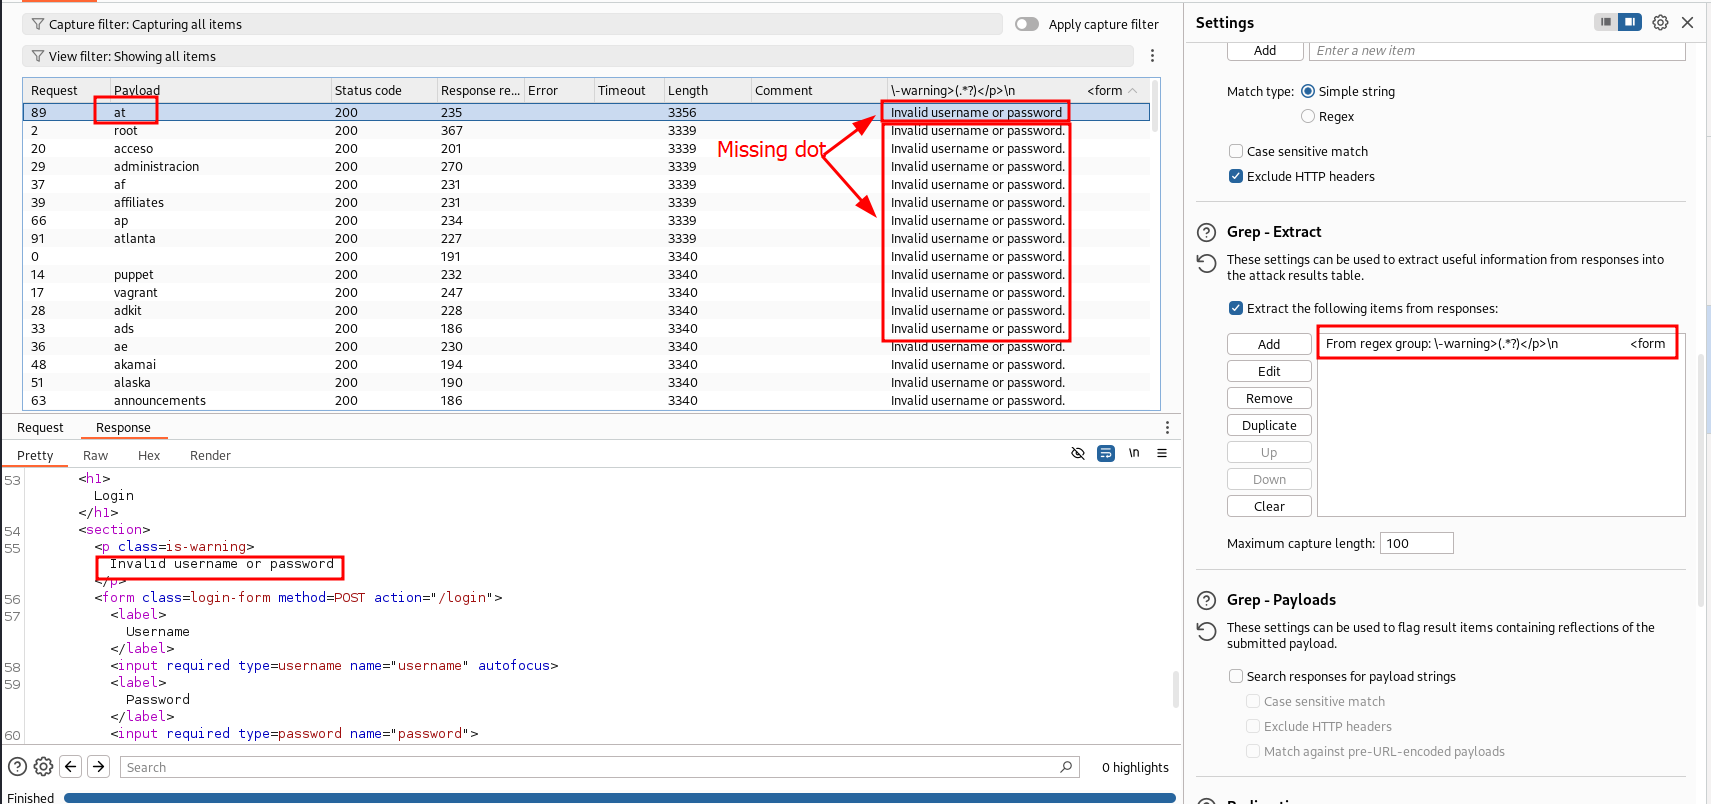 Capture filter: Capturing all items
Apply capture filter
View filter: Showing all items
Request Payload Status code Response re... Error Timeout Length Comment \-warning>(.*?)</p>\n <form
89 at 200 235 3356 Invalid username or password
2 root 200 367 3339 Invalid username or password.
20 acceso 200 201 3339 Invalid username or password.
29 administracion 200 270 3339 Invalid username or password.
37 af 200 231 3339 Invalid username or password.
39 affiliates 200 231 3339 Invalid username or password.
66 ap 200 234 3339 Invalid username or password.
91 atlanta 200 227 3339 Invalid username or password.
0 200 191 3340 Invalid username or password.
14 puppet 200 232 3340 Invalid username or password.
17 vagrant 200 247 3340 Invalid username or password.
28 adkit 200 228 3340 Invalid username or password.
33 ads 200 186 3340 Invalid username or password.
36 ae 200 230 3340 Invalid username or password.
48 akamai 200 194 3340 Invalid username or password.
51 alaska 200 190 3340 Invalid username or password.
63 announcements 200 186 3340 Invalid username or password.
Missing dot
Request Response
Pretty Raw Hex Render
\n
53 <h1>
Login
</h1>
54 <section>
55 <p class=is-warning>
Invalid username or password
</p>
56 <form class=login-form method=POST action="/login">
57 <label>
Username
</label>
58 <input required type=username name="username" autofocus>
59 <label>
Password
</label>
60 <input required type=password name="password">
Search
0 highlights
Finished
Settings
Add Enter a new item
Match type: Simple string
Regex
Case sensitive match
Exclude HTTP headers
Grep - Extract
These settings can be used to extract useful information from responses into
the attack results table.
Extract the following items from responses:
Add
Edit
Remove
Duplicate
Up
Down
Clear
From regex group: \-warning>(.*?)</p>\n <form
Maximum capture length: 100
Grep - Payloads
These settings can be used to flag result items containing reflections of the
submitted payload.
Search responses for payload strings
Case sensitive match
Exclude HTTP headers
Match against pre-URL-encoded payloads